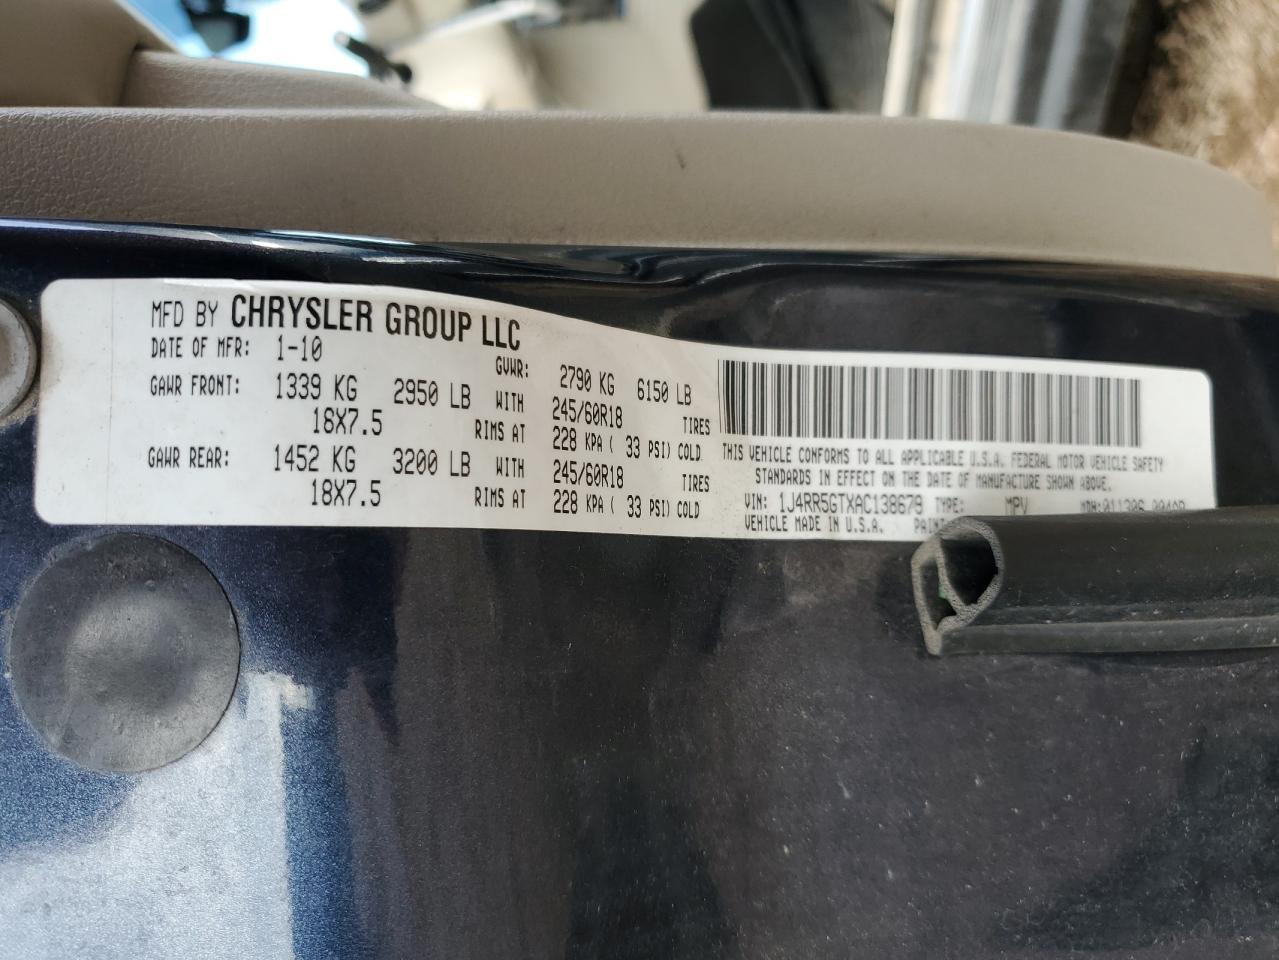 MFD BY CHRYSLER GROUP LLC
DATE OF MFR: 1-10 GVWR: 2790 KG 6150 LB
GAWR FRONT: 1339 KG 2950 LB WITH 245/60R18 TIRES
18X7.5 RIMS AT 228 KPA ( 33 PSI) COLD
GAWR REAR: 1452 KG 3200 LB WITH 245/60R18 TIRES
18X7.5 RIMS AT 228 KPA ( 33 PSI) COLD
THIS VEHICLE CONFORMS TO ALL APPLICABLE U.S.A. FEDERAL MOTOR VEHICLE SAFETY
STANDARDS IN EFFECT ON THE DATE OF MANUFACTURE SHOWN ABOVE.
VIN: 1J4RR5GTXAC138679 TYPE: MPV MDH:011306
VEHICLE MADE IN U.S.A.